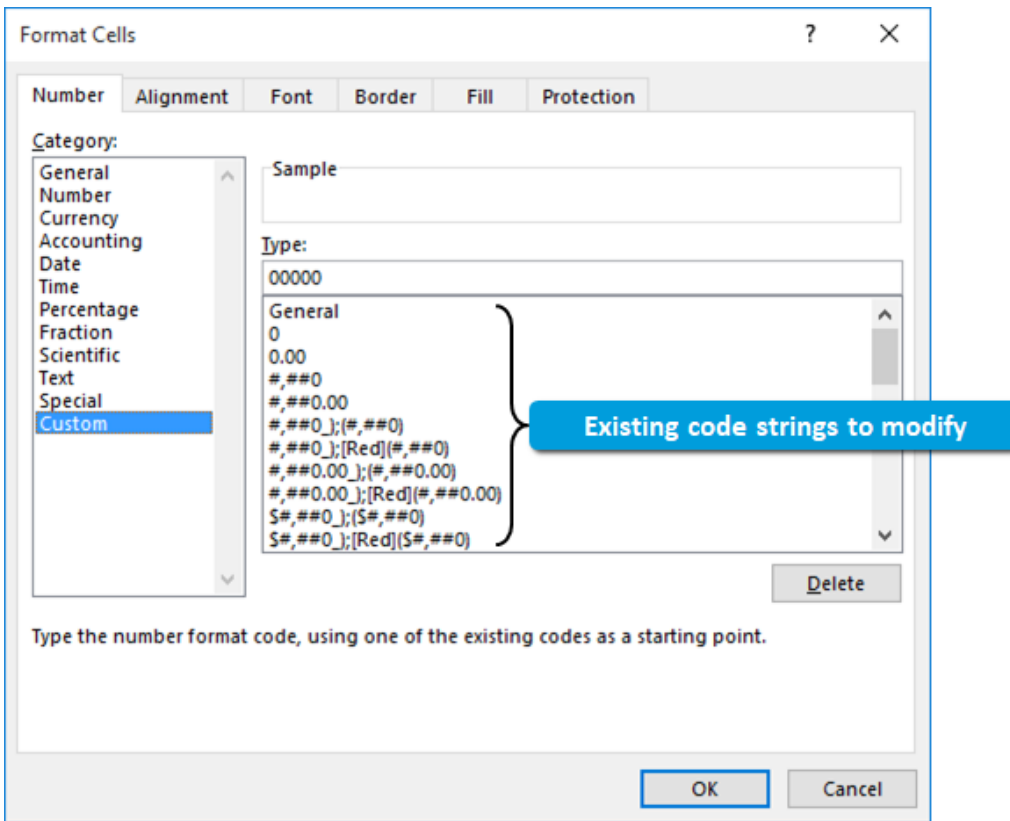 Format Cells
?
Number Alignment Font Border Fill Protection
Category:
General
Number
Currency
Accounting
Date
Time
Percentage
Fraction
Scientific
Text
Special
Custom
Sample
Type:
00000
General
0
0.00
#,##0
#,##0.00
#,##0_);(#,##0)
#,##0_);[Red](#,##0)
#,##0.00_);(#,##0.00)
#,##0.00_);[Red](#,##0.00)
$#,##0_);($#,##0)
$#,##0_);[Red]($#,##0)
Existing code strings to modify
Delete
Type the number format code, using one of the existing codes as a starting point.
OK Cancel